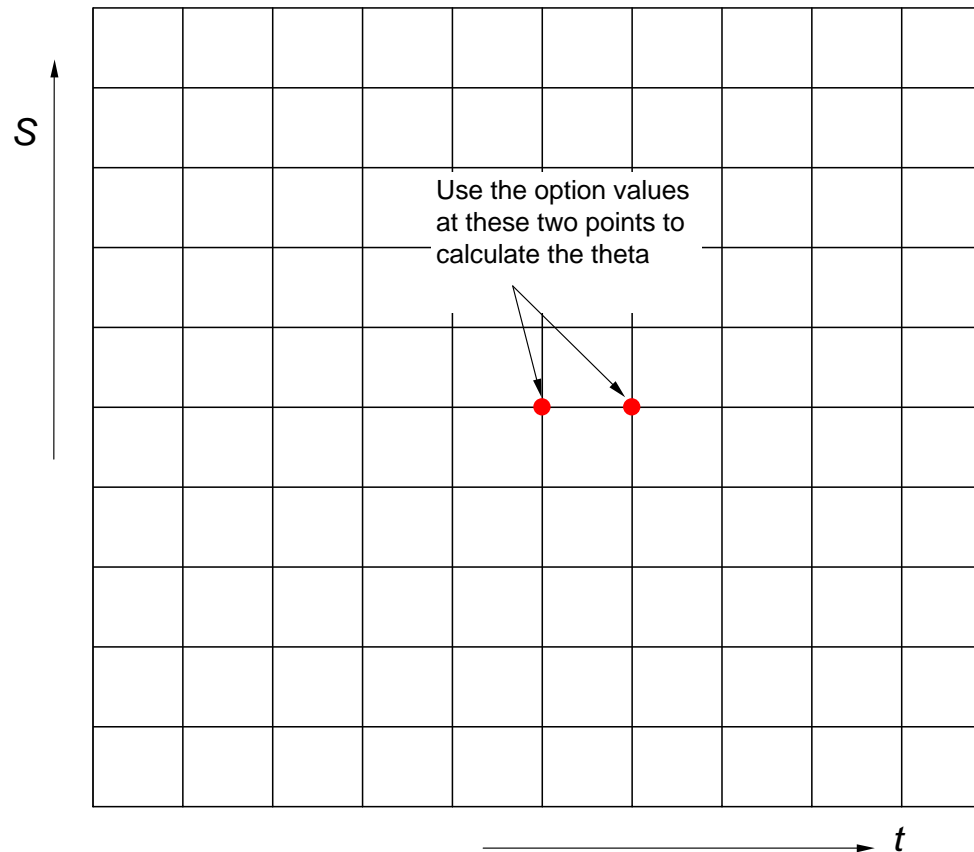 S
Use the option values
at these two points to
calculate the theta
t